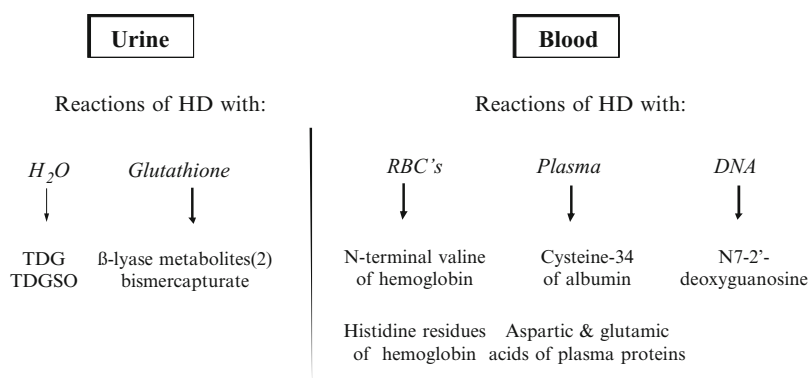 Urine
Reactions of HD with:
H2O
Glutathione
TDG
TDGSO
ß-lyase metabolites(2)
bismercapturate
Blood
Reactions of HD with:
RBC's
Plasma
DNA
N-terminal valine
of hemoglobin
Cysteine-34
of albumin
N7-2'-
deoxyguanosine
Histidine residues
of hemoglobin
Aspartic & glutamic
acids of plasma proteins